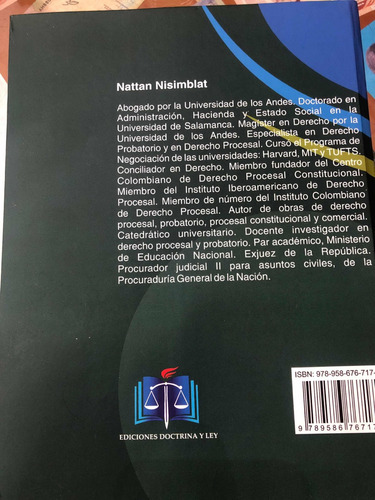 Nattan Nisimblat
Abogado por la Universidad de los Andes. Doctorado en
Administración, Hacienda y Estado Social en la
Universidad de Salamanca. Magíster en Derecho por la
Universidad de los Andes. Especialista en Derecho
Probatorio y en Derecho Procesal. Cursó el Programa de
Negociación de las universidades: Harvard, MIT y TUFTS.
Conciliador en Derecho. Miembro fundador del Centro
Colombiano de Derecho Procesal Constitucional.
Miembro del Instituto Iberoamericano de Derecho
Procesal. Miembro de número del Instituto Colombiano
de Derecho Procesal. Autor de obras de derecho
procesal, probatorio, procesal constitucional y comercial.
Catedrático universitario. Docente investigador en
derecho procesal y probatorio. Par académico, Ministerio
de Educación Nacional. Exjuez de la República.
Procurador judicial II para asuntos civiles, de la
Procuraduría General de la Nación.
ISBN: 978-958-676-717-
9 789586 76717
EDICIONES DOCTRINA Y LEY